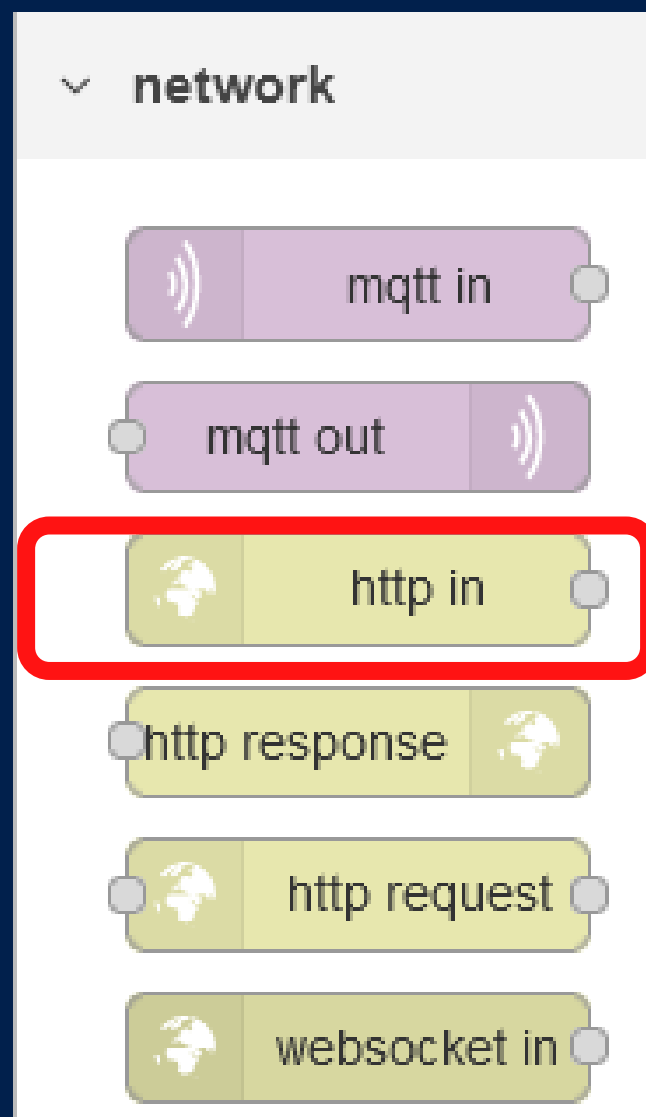 network
mqtt in
mqtt out
http in
http response
http request
websocket in